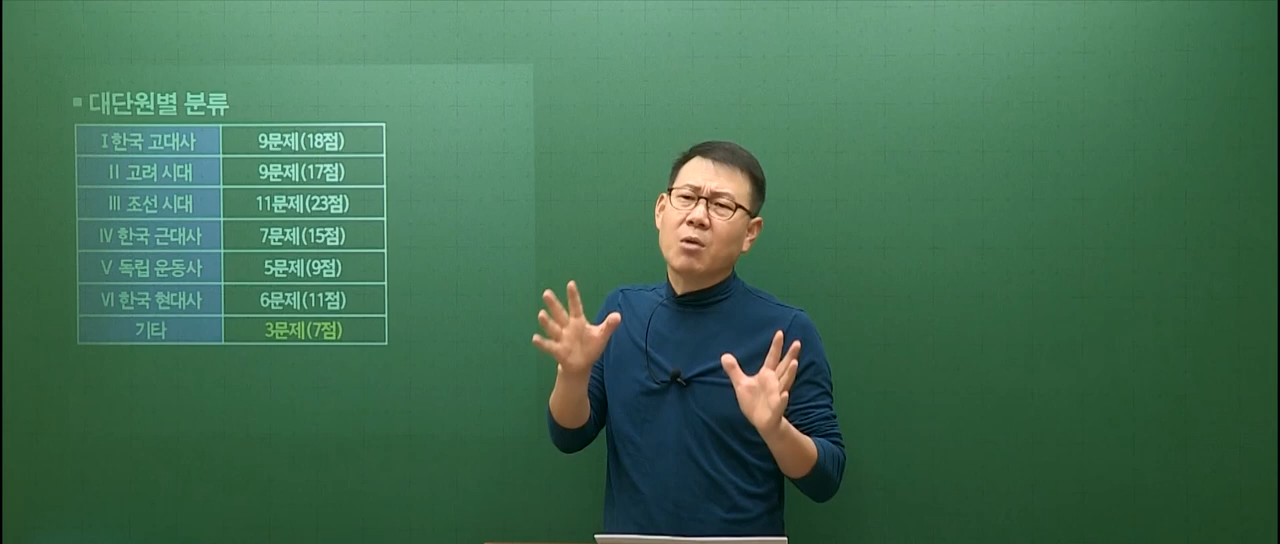 ▪ 대단원별 분류
Ⅰ 한국 고대사 9문제(18점)
Ⅱ 고려 시대 9문제(17점)
Ⅲ 조선 시대 11문제(23점)
Ⅳ 한국 근대사 7문제(15점)
Ⅴ 독립 운동사 5문제(9점)
Ⅵ 한국 현대사 6문제(11점)
기타 3문제(7점)